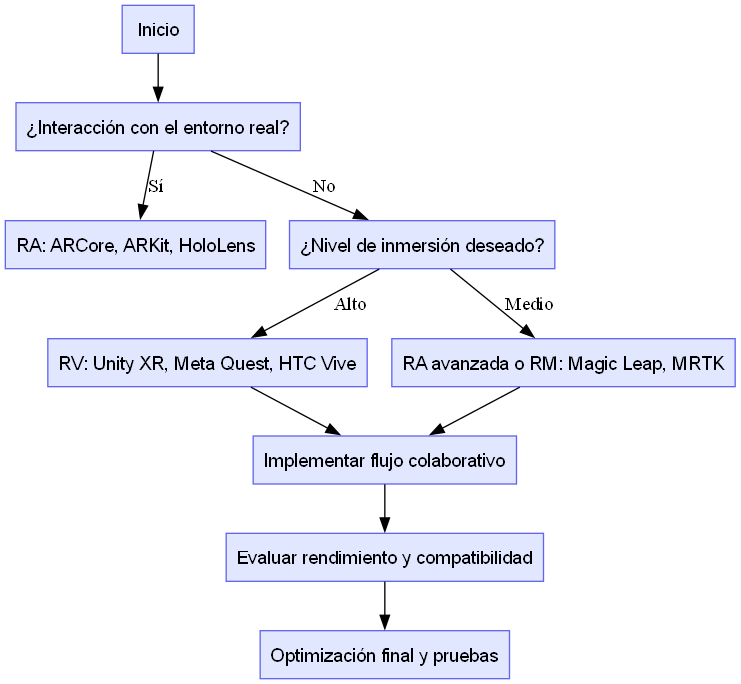 Inicio
¿Interacción con el entorno real?
Sí
No
RA: ARCore, ARKit, HoloLens
¿Nivel de inmersión deseado?
Alto
Medio
RV: Unity XR, Meta Quest, HTC Vive
RA avanzada o RM: Magic Leap, MRTK
Implementar flujo colaborativo
Evaluar rendimiento y compatibilidad
Optimización final y pruebas